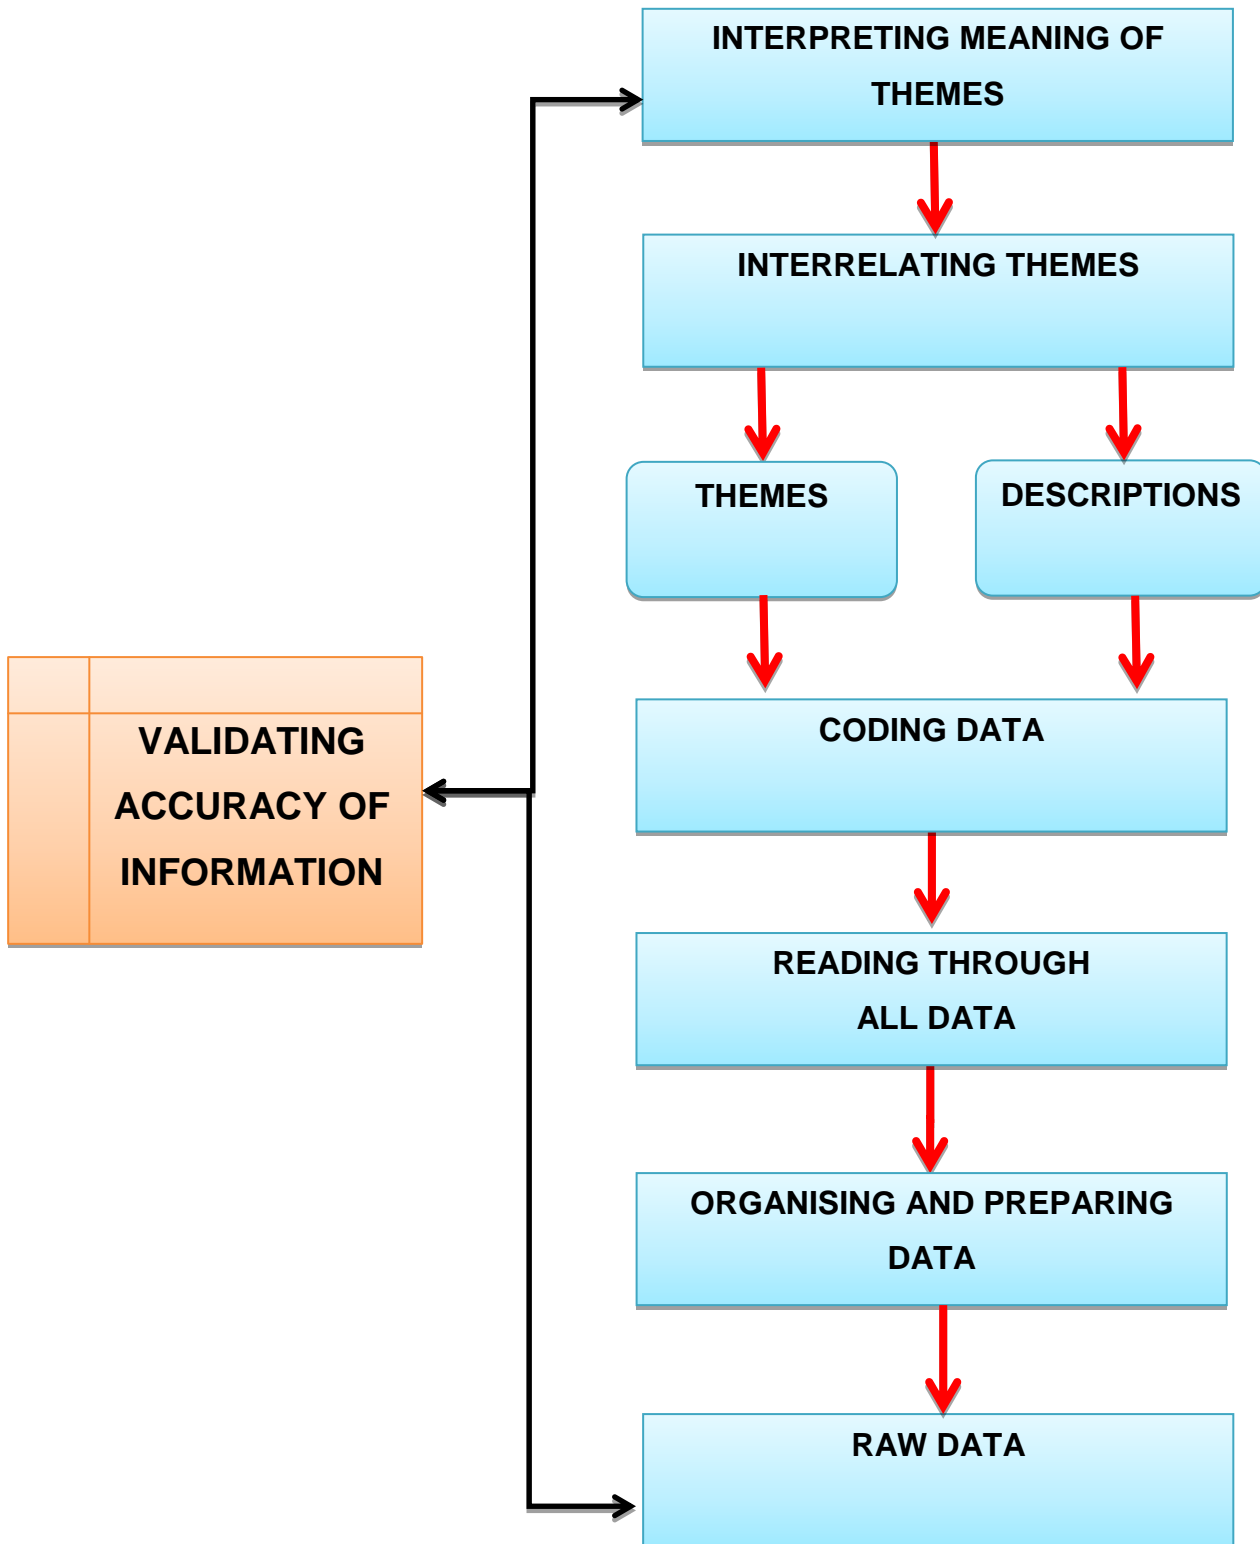 INTERPRETING MEANING OF
THEMES
INTERRELATING THEMES
THEMES
DESCRIPTIONS
CODING DATA
VALIDATING
ACCURACY OF
INFORMATION
READING THROUGH
ALL DATA
ORGANISING AND PREPARING
DATA
RAW DATA